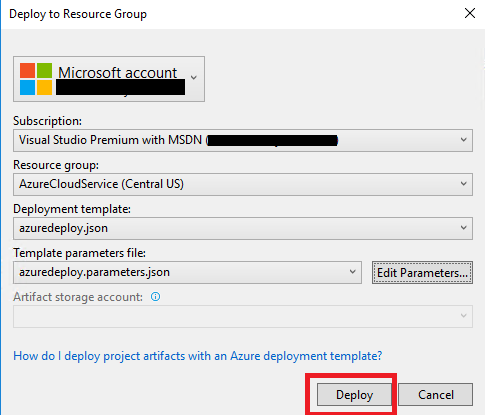 Deploy to Resource Group
Microsoft account
Subscription:
Visual Studio Premium with MSDN ( )
Resource group:
AzureCloudService (Central US)
Deployment template:
azuredeploy.json
Template parameters file:
azuredeploy.parameters.json
Edit Parameters...
Artifact storage account:
How do I deploy project artifacts with an Azure deployment template?
Deploy Cancel